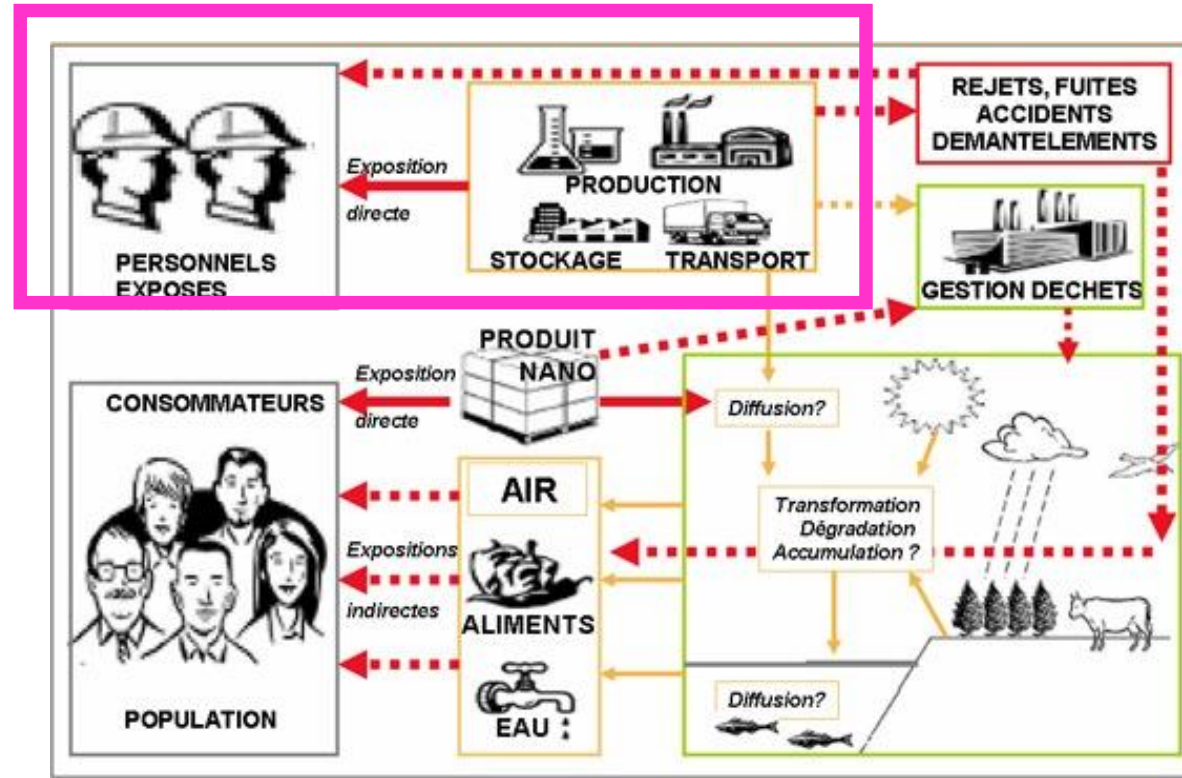 REJETS, FUITES
ACCIDENTS
DEMANTELEMENTS
Exposition
directe
PRODUCTION
STOCKAGE
TRANSPORT
PERSONNELS
EXPOSES
GESTION DECHETS
PRODUIT
NANO
Exposition
directe
CONSOMMATEURS
Diffusion?
AIR
Transformation
Dégradation
Accumulation ?
Expositions
indirectes
ALIMENTS
EAU
POPULATION
Diffusion?